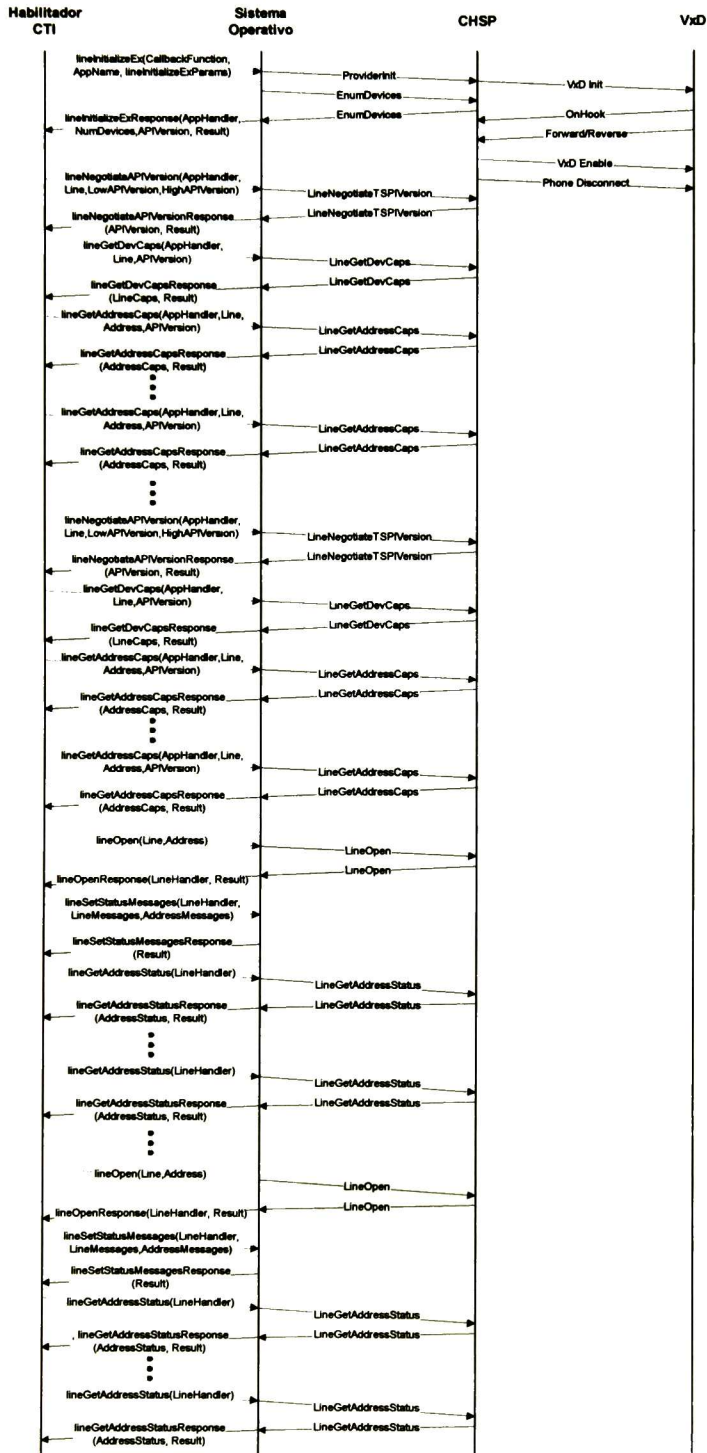 Habilitador
CTI
Sistema
Operativo
CHSP
VxD
lineInitializeEx(CallbackFunction,
AppName, lineInitializeExParams)
ProviderInit
VxD Init
EnumDevices
EnumDevices
OnHook
lineInitializeExResponse(AppHandler,
NumDevices,APIVersion, Result)
Forward/Reverse
VxD Enable
lineNegotiateAPIVersion(AppHandler,
Line,LowAPIVersion,HighAPIVersion)
Phone Disconnect
LineNegotiateTSPIVersion
LineNegotiateTSPIVersion
lineNegotiateAPIVersionResponse
(APIVersion, Result)
lineGetDevCaps(AppHandler,
Line,APIVersion)
LineGetDevCaps
LineGetDevCaps
lineGetDevCapsResponse
(LineCaps, Result)
lineGetAddressCaps(AppHandler,Line,
Address,APIVersion)
LineGetAddressCaps
LineGetAddressCaps
lineGetAddressCapsResponse
(AddressCaps, Result)
lineGetAddressCaps(AppHandler,Line,
Address,APIVersion)
LineGetAddressCaps
LineGetAddressCaps
lineGetAddressCapsResponse
(AddressCaps, Result)
lineNegotiateAPIVersion(AppHandler,
Line,LowAPIVersion,HighAPIVersion)
LineNegotiateTSPIVersion
LineNegotiateTSPIVersion
lineNegotiateAPIVersionResponse
(APIVersion, Result)
lineGetDevCaps(AppHandler,
Line,APIVersion)
LineGetDevCaps
LineGetDevCaps
lineGetDevCapsResponse
(LineCaps, Result)
lineGetAddressCaps(AppHandler,Line,
Address,APIVersion)
LineGetAddressCaps
LineGetAddressCaps
lineGetAddressCapsResponse
(AddressCaps, Result)
lineGetAddressCaps(AppHandler,Line,
Address,APIVersion)
LineGetAddressCaps
LineGetAddressCaps
lineGetAddressCapsResponse
(AddressCaps, Result)
lineOpen(Line,Address)
LineOpen
LineOpen
lineOpenResponse(LineHandler, Result)
lineSetStatusMessages(LineHandler,
LineMessages,AddressMessages)
lineSetStatusMessagesResponse
(Result)
lineGetAddressStatus(LineHandler)
LineGetAddressStatus
LineGetAddressStatus
lineGetAddressStatusResponse
(AddressStatus, Result)
lineGetAddressStatus(LineHandler)
LineGetAddressStatus
LineGetAddressStatus
lineGetAddressStatusResponse
(AddressStatus, Result)
lineOpen(Line,Address)
LineOpen
LineOpen
lineOpenResponse(LineHandler, Result)
lineSetStatusMessages(LineHandler,
LineMessages,AddressMessages)
lineSetStatusMessagesResponse
(Result)
lineGetAddressStatus(LineHandler)
LineGetAddressStatus
LineGetAddressStatus
lineGetAddressStatusResponse
(AddressStatus, Result)
lineGetAddressStatus(LineHandler)
LineGetAddressStatus
LineGetAddressStatus
lineGetAddressStatusResponse
(AddressStatus, Result)